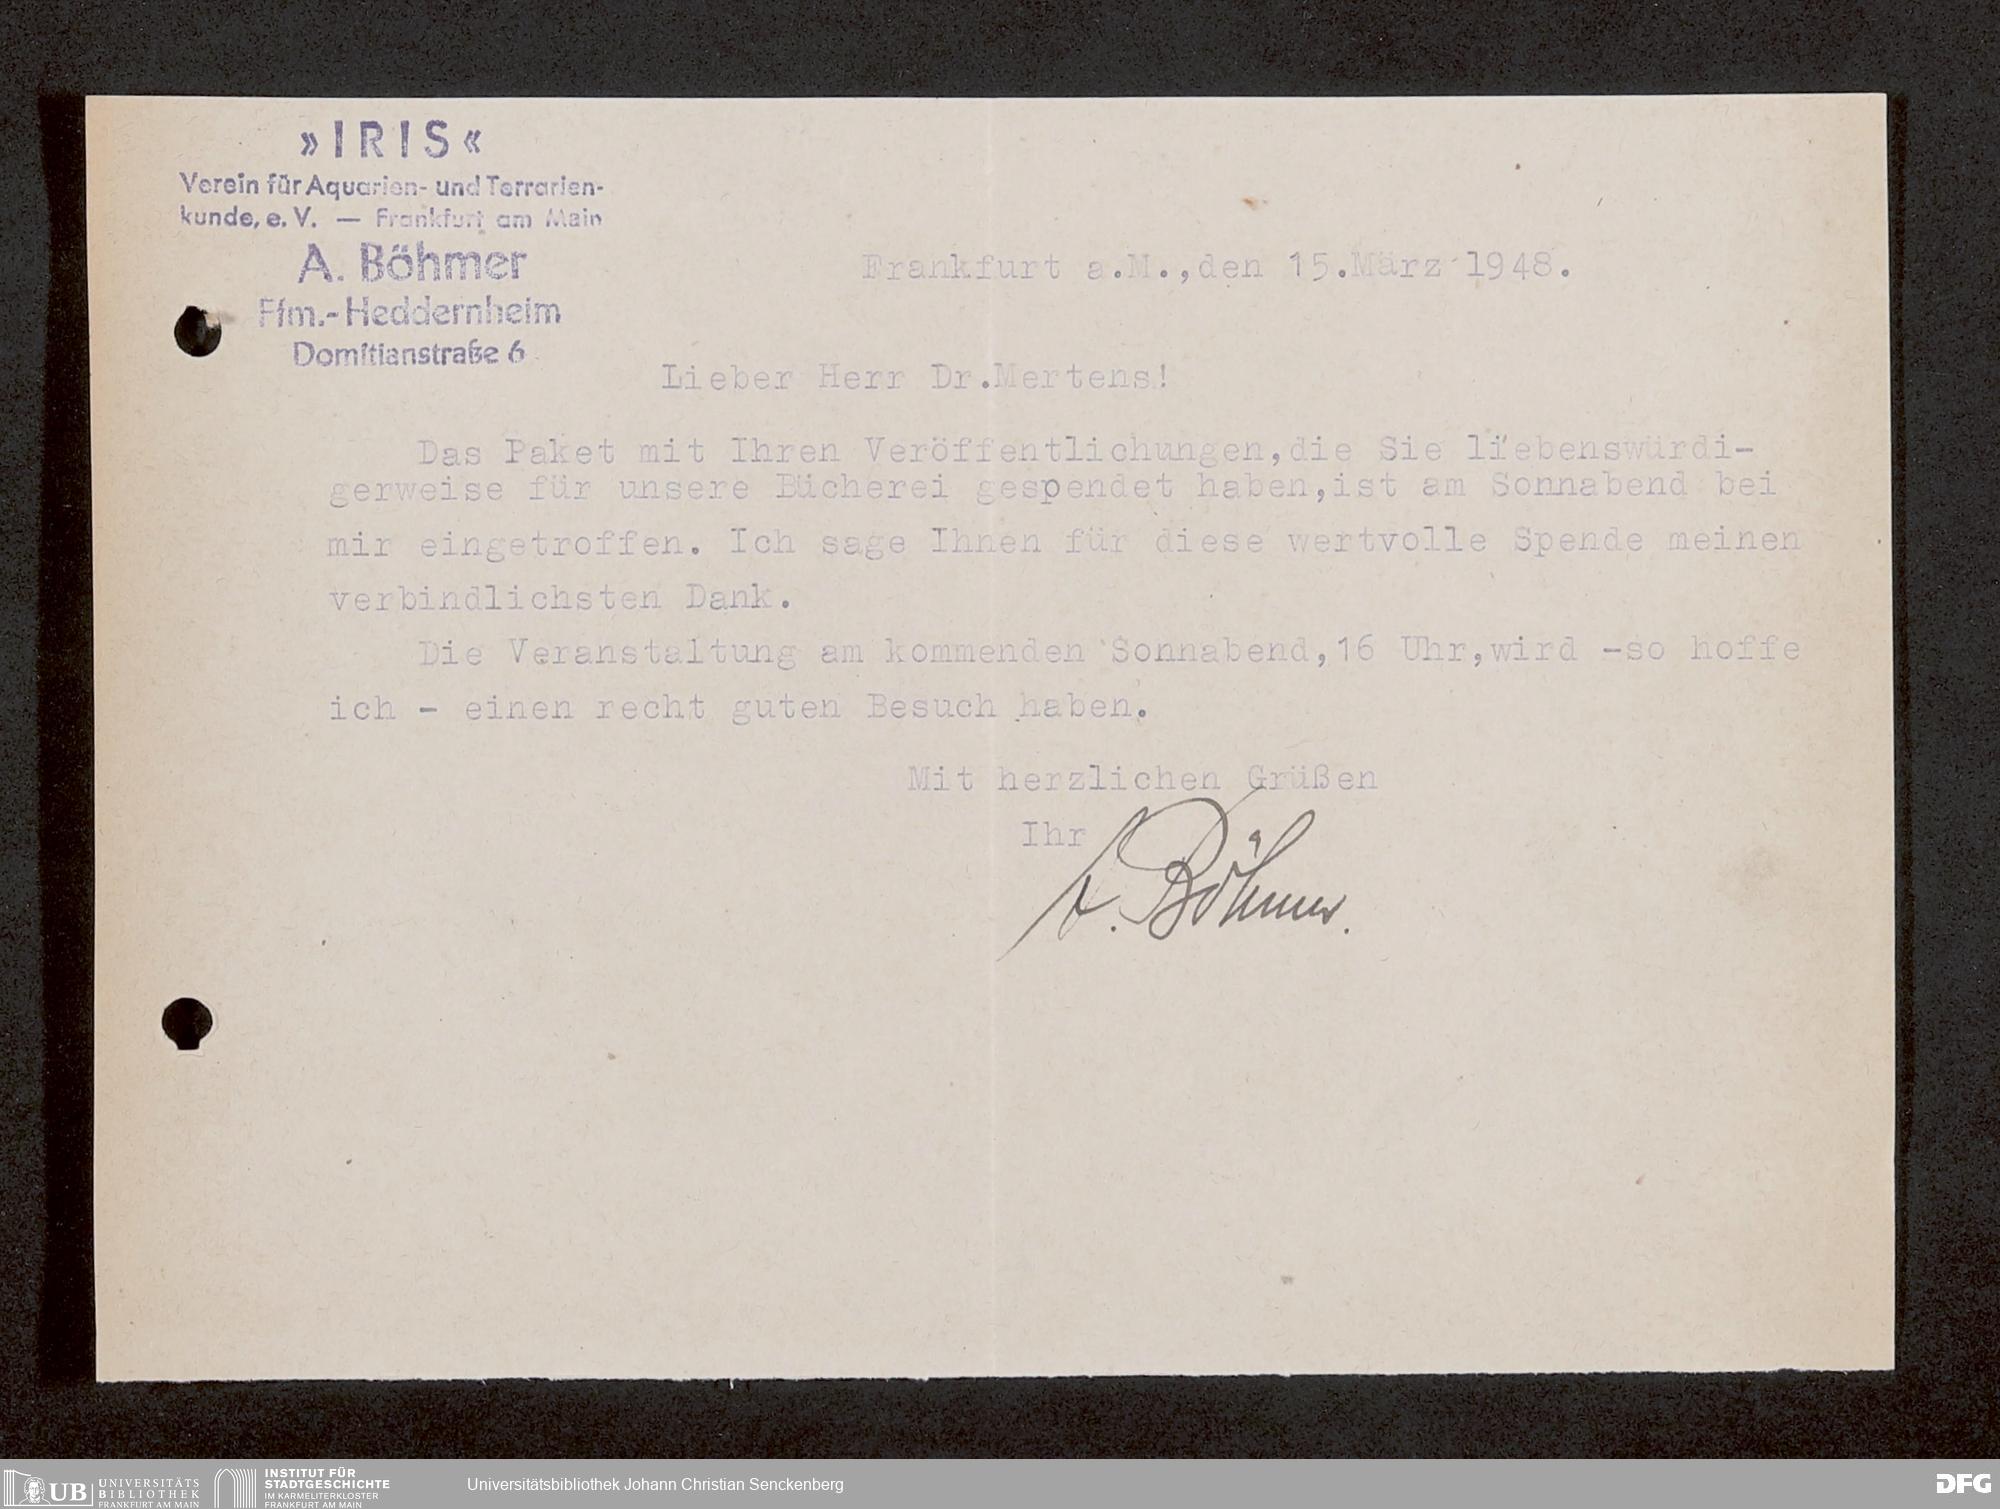 »IRIS«
Verein für Aquarien- und Terrarien-
kunde, e. V. — Frankfurt am Main
A. Böhmer
Ffm.-Heddernheim
Domitianstraße 6
Frankfurt a.M.,den 15.März 1948.
Lieber Herr Dr.Mertens!
Das Paket mit Ihren Veröffentlichungen,die Sie liebenswürdi-
gerweise für unsere Bücherei gespendet haben,ist am Sonnabend bei
mir eingetroffen. Ich sage Ihnen für diese wertvolle Spende meinen
verbindlichsten Dank.
Die Veranstaltung am kommenden Sonnabend,16 Uhr,wird -so hoffe
ich - einen recht guten Besuch haben.
Mit herzlichen Grüßen
Ihr
A. Böhmer.
UB UNIVERSITÄTS BIBLIOTHEK FRANKFURT AM MAIN
INSTITUT FÜR STADTGESCHICHTE IM KARMELITERKLOSTER FRANKFURT AM MAIN
Universitätsbibliothek Johann Christian Senckenberg
DFG